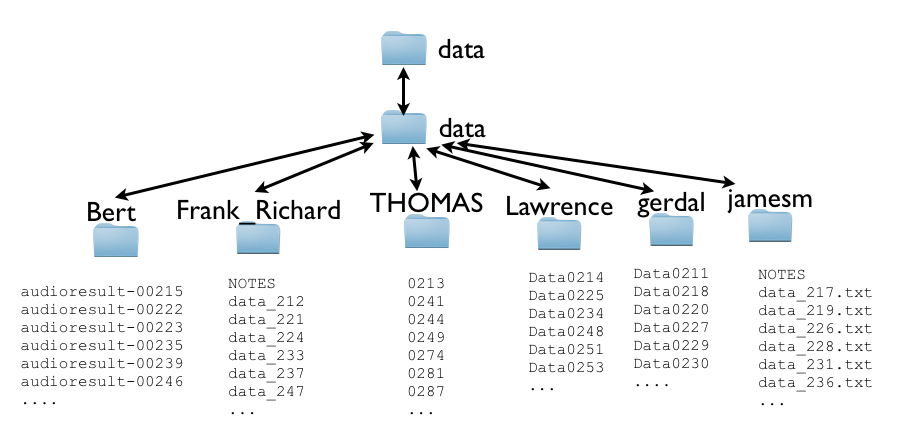 data
data
Bert
Frank_Richard
THOMAS
Lawrence
gerdal
jamesm
audioresult-00215
audioresult-00222
audioresult-00223
audioresult-00235
audioresult-00239
audioresult-00246
....
NOTES
data_212
data_221
data_224
data_233
data_237
data_247
...
0213
0241
0244
0249
0274
0281
0287
...
Data0214
Data0225
Data0234
Data0248
Data0251
Data0253
...
Data0211
Data0218
Data0220
Data0227
Data0229
Data0230
....
NOTES
data_217.txt
data_219.txt
data_226.txt
data_228.txt
data_231.txt
data_236.txt
...